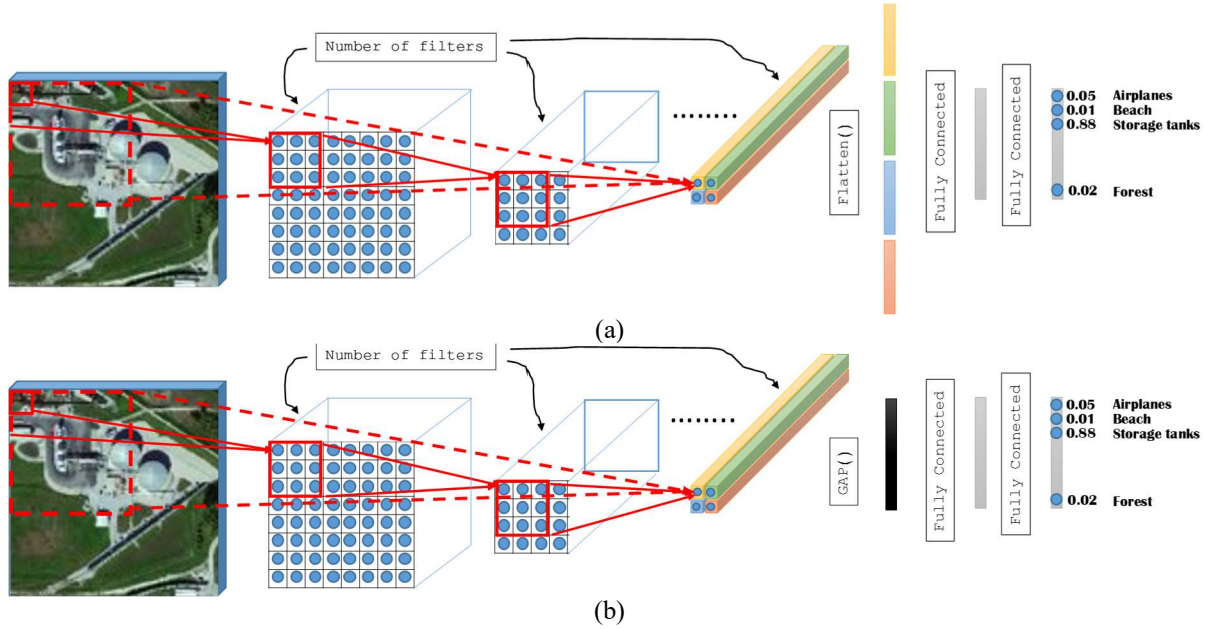 Number of filters
Flatten()
Fully Connected
Fully Connected
0.05 Airplanes
0.01 Beach
0.88 Storage tanks
0.02 Forest
(a)
Number of filters
GAP()
Fully Connected
Fully Connected
0.05 Airplanes
0.01 Beach
0.88 Storage tanks
0.02 Forest
(b)